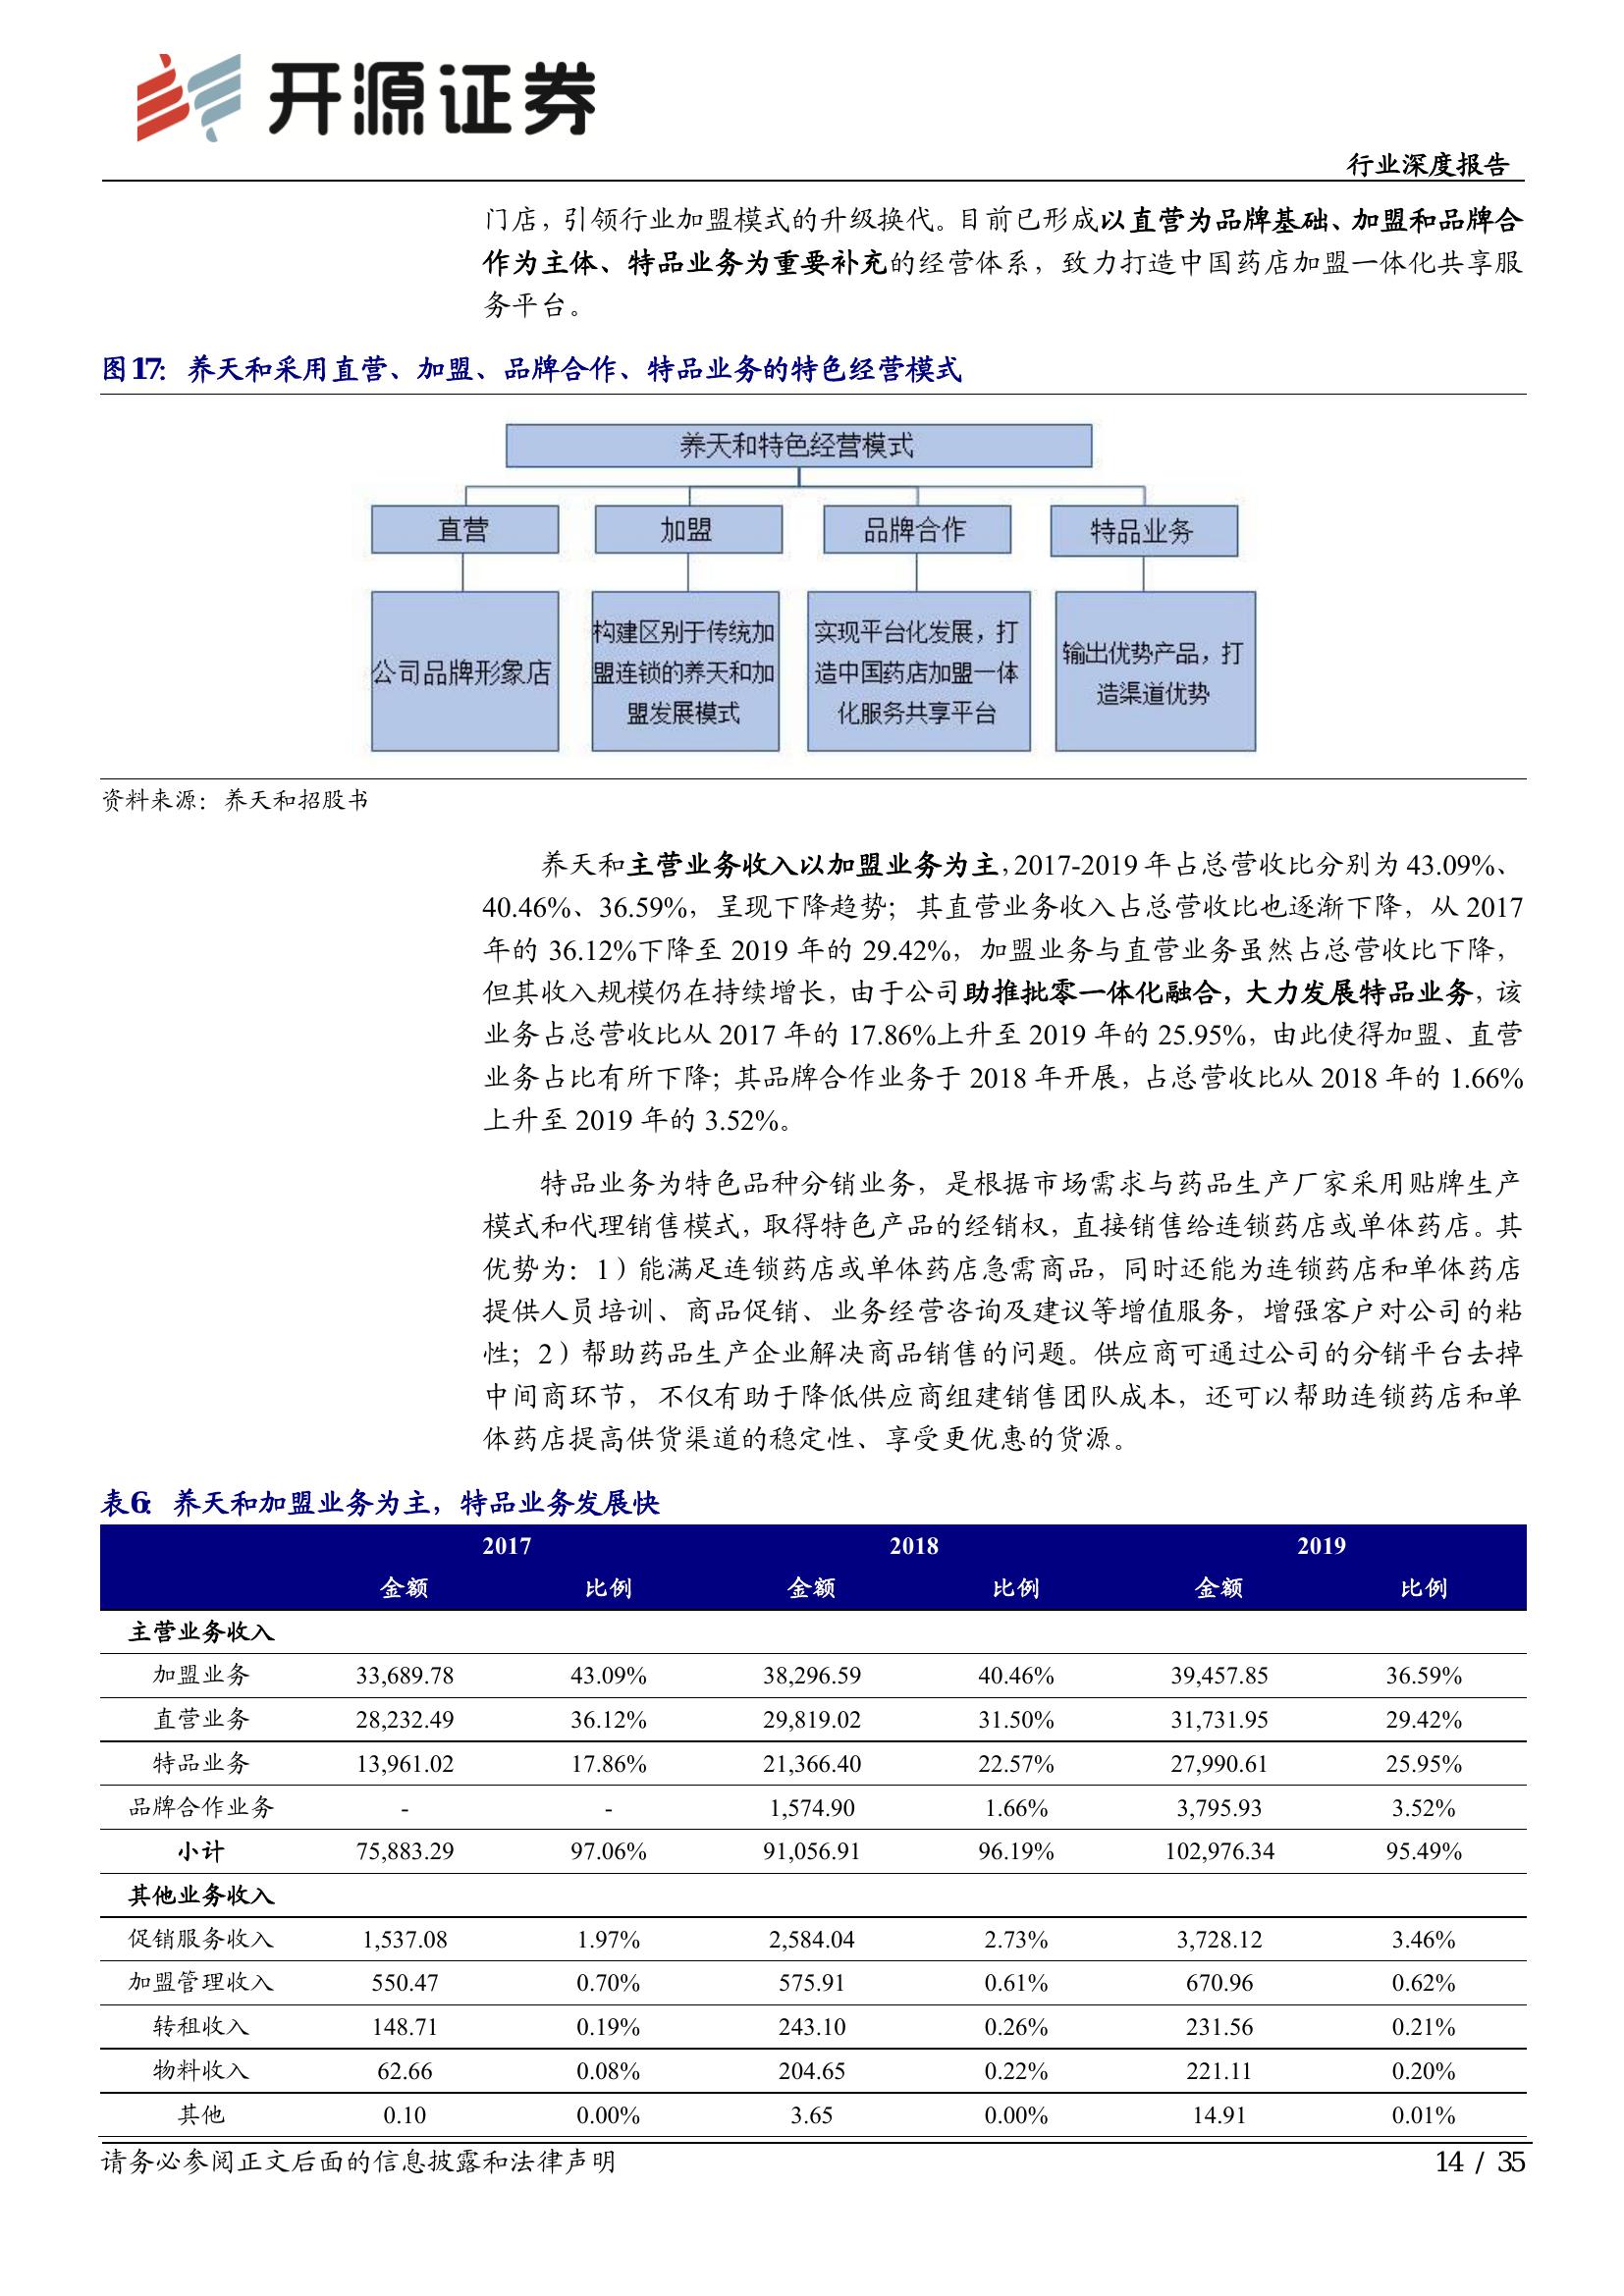 开源证券
行业深度报告
门店，引领行业加盟模式的升级换代。目前已形成以直营为品牌基础、加盟和品牌合
作为主体、特品业务为重要补充的经营体系，致力打造中国药店加盟一体化共享服
务平台。
图17：养天和采用直营、加盟、品牌合作、特品业务的特色经营模式
养天和特色经营模式
直营 加盟 品牌合作 特品业务
公司品牌形象店
构建区别于传统加
盟连锁的养天和加
盟发展模式
实现平台化发展，打
造中国药店加盟一体
化服务共享平台
输出优势产品，打
造渠道优势
资料来源：养天和招股书
养天和主营业务收入以加盟业务为主，2017-2019 年占总营收比分别为 43.09%、
40.46%、36.59%，呈现下降趋势；其直营业务收入占总营收比也逐渐下降，从 2017
年的 36.12%下降至 2019 年的 29.42%，加盟业务与直营业务虽然占总营收比下降，
但其收入规模仍在持续增长，由于公司助推批零一体化融合，大力发展特品业务，该
业务占总营收比从 2017 年的 17.86%上升至 2019 年的 25.95%，由此使得加盟、直营
业务占比有所下降；其品牌合作业务于 2018 年开展，占总营收比从 2018 年的 1.66%
上升至 2019 年的 3.52%。
特品业务为特色品种分销业务，是根据市场需求与药品生产厂家采用贴牌生产
模式和代理销售模式，取得特色产品的经销权，直接销售给连锁药店或单体药店。其
优势为：1）能满足连锁药店或单体药店急需商品，同时还能为连锁药店和单体药店
提供人员培训、商品促销、业务经营咨询及建议等增值服务，增强客户对公司的粘
性；2）帮助药品生产企业解决商品销售的问题。供应商可通过公司的分销平台去掉
中间商环节，不仅有助于降低供应商组建销售团队成本，还可以帮助连锁药店和单
体药店提高供货渠道的稳定性、享受更优惠的货源。
表6：养天和加盟业务为主，特品业务发展快
2017 2018 2019
金额 比例 金额 比例 金额 比例
主营业务收入
加盟业务 33,689.78 43.09% 38,296.59 40.46% 39,457.85 36.59%
直营业务 28,232.49 36.12% 29,819.02 31.50% 31,731.95 29.42%
特品业务 13,961.02 17.86% 21,366.40 22.57% 27,990.61 25.95%
品牌合作业务 - - 1,574.90 1.66% 3,795.93 3.52%
小计 75,883.29 97.06% 91,056.91 96.19% 102,976.34 95.49%
其他业务收入
促销服务收入 1,537.08 1.97% 2,584.04 2.73% 3,728.12 3.46%
加盟管理收入 550.47 0.70% 575.91 0.61% 670.96 0.62%
转租收入 148.71 0.19% 243.10 0.26% 231.56 0.21%
物料收入 62.66 0.08% 204.65 0.22% 221.11 0.20%
其他 0.10 0.00% 3.65 0.00% 14.91 0.01%
请务必参阅正文后面的信息披露和法律声明
14 / 35